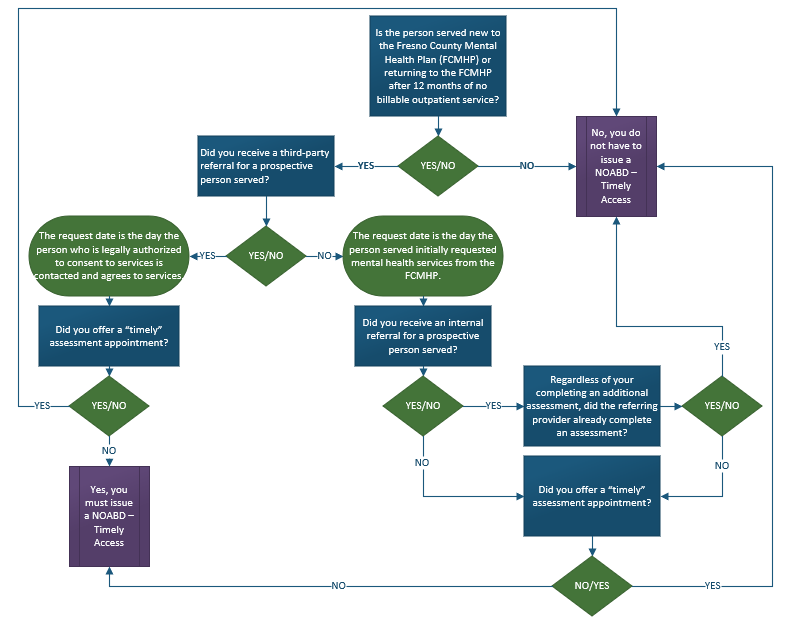 Is the person served new to
the Fresno County Mental
Health Plan (FCMHP) or
returning to the FCMHP
after 12 months of no
billable outpatient service?
No, you do
not have to
issue a
NOABD –
Timely
Access
Did you receive a third-party
referral for a prospective
person served?
YES
YES/NO
NO
The request date is the day the
person who is legally authorized
to consent to services is
contacted and agrees to services.
YES
YES/NO
NO
The request date is the day the
person served initially requested
mental health services from the
FCMHP.
Did you offer a “timely”
assessment appointment?
Did you receive an internal
referral for a prospective
person served?
YES
Regardless of your
completing an additional
assessment, did the referring
provider already complete
an assessment?
YES
YES/NO
YES/NO
YES
YES/NO
NO
NO
NO
Yes, you
must issue
a NOABD –
Timely
Access
Did you offer a “timely”
assessment appointment?
NO
NO/YES
YES